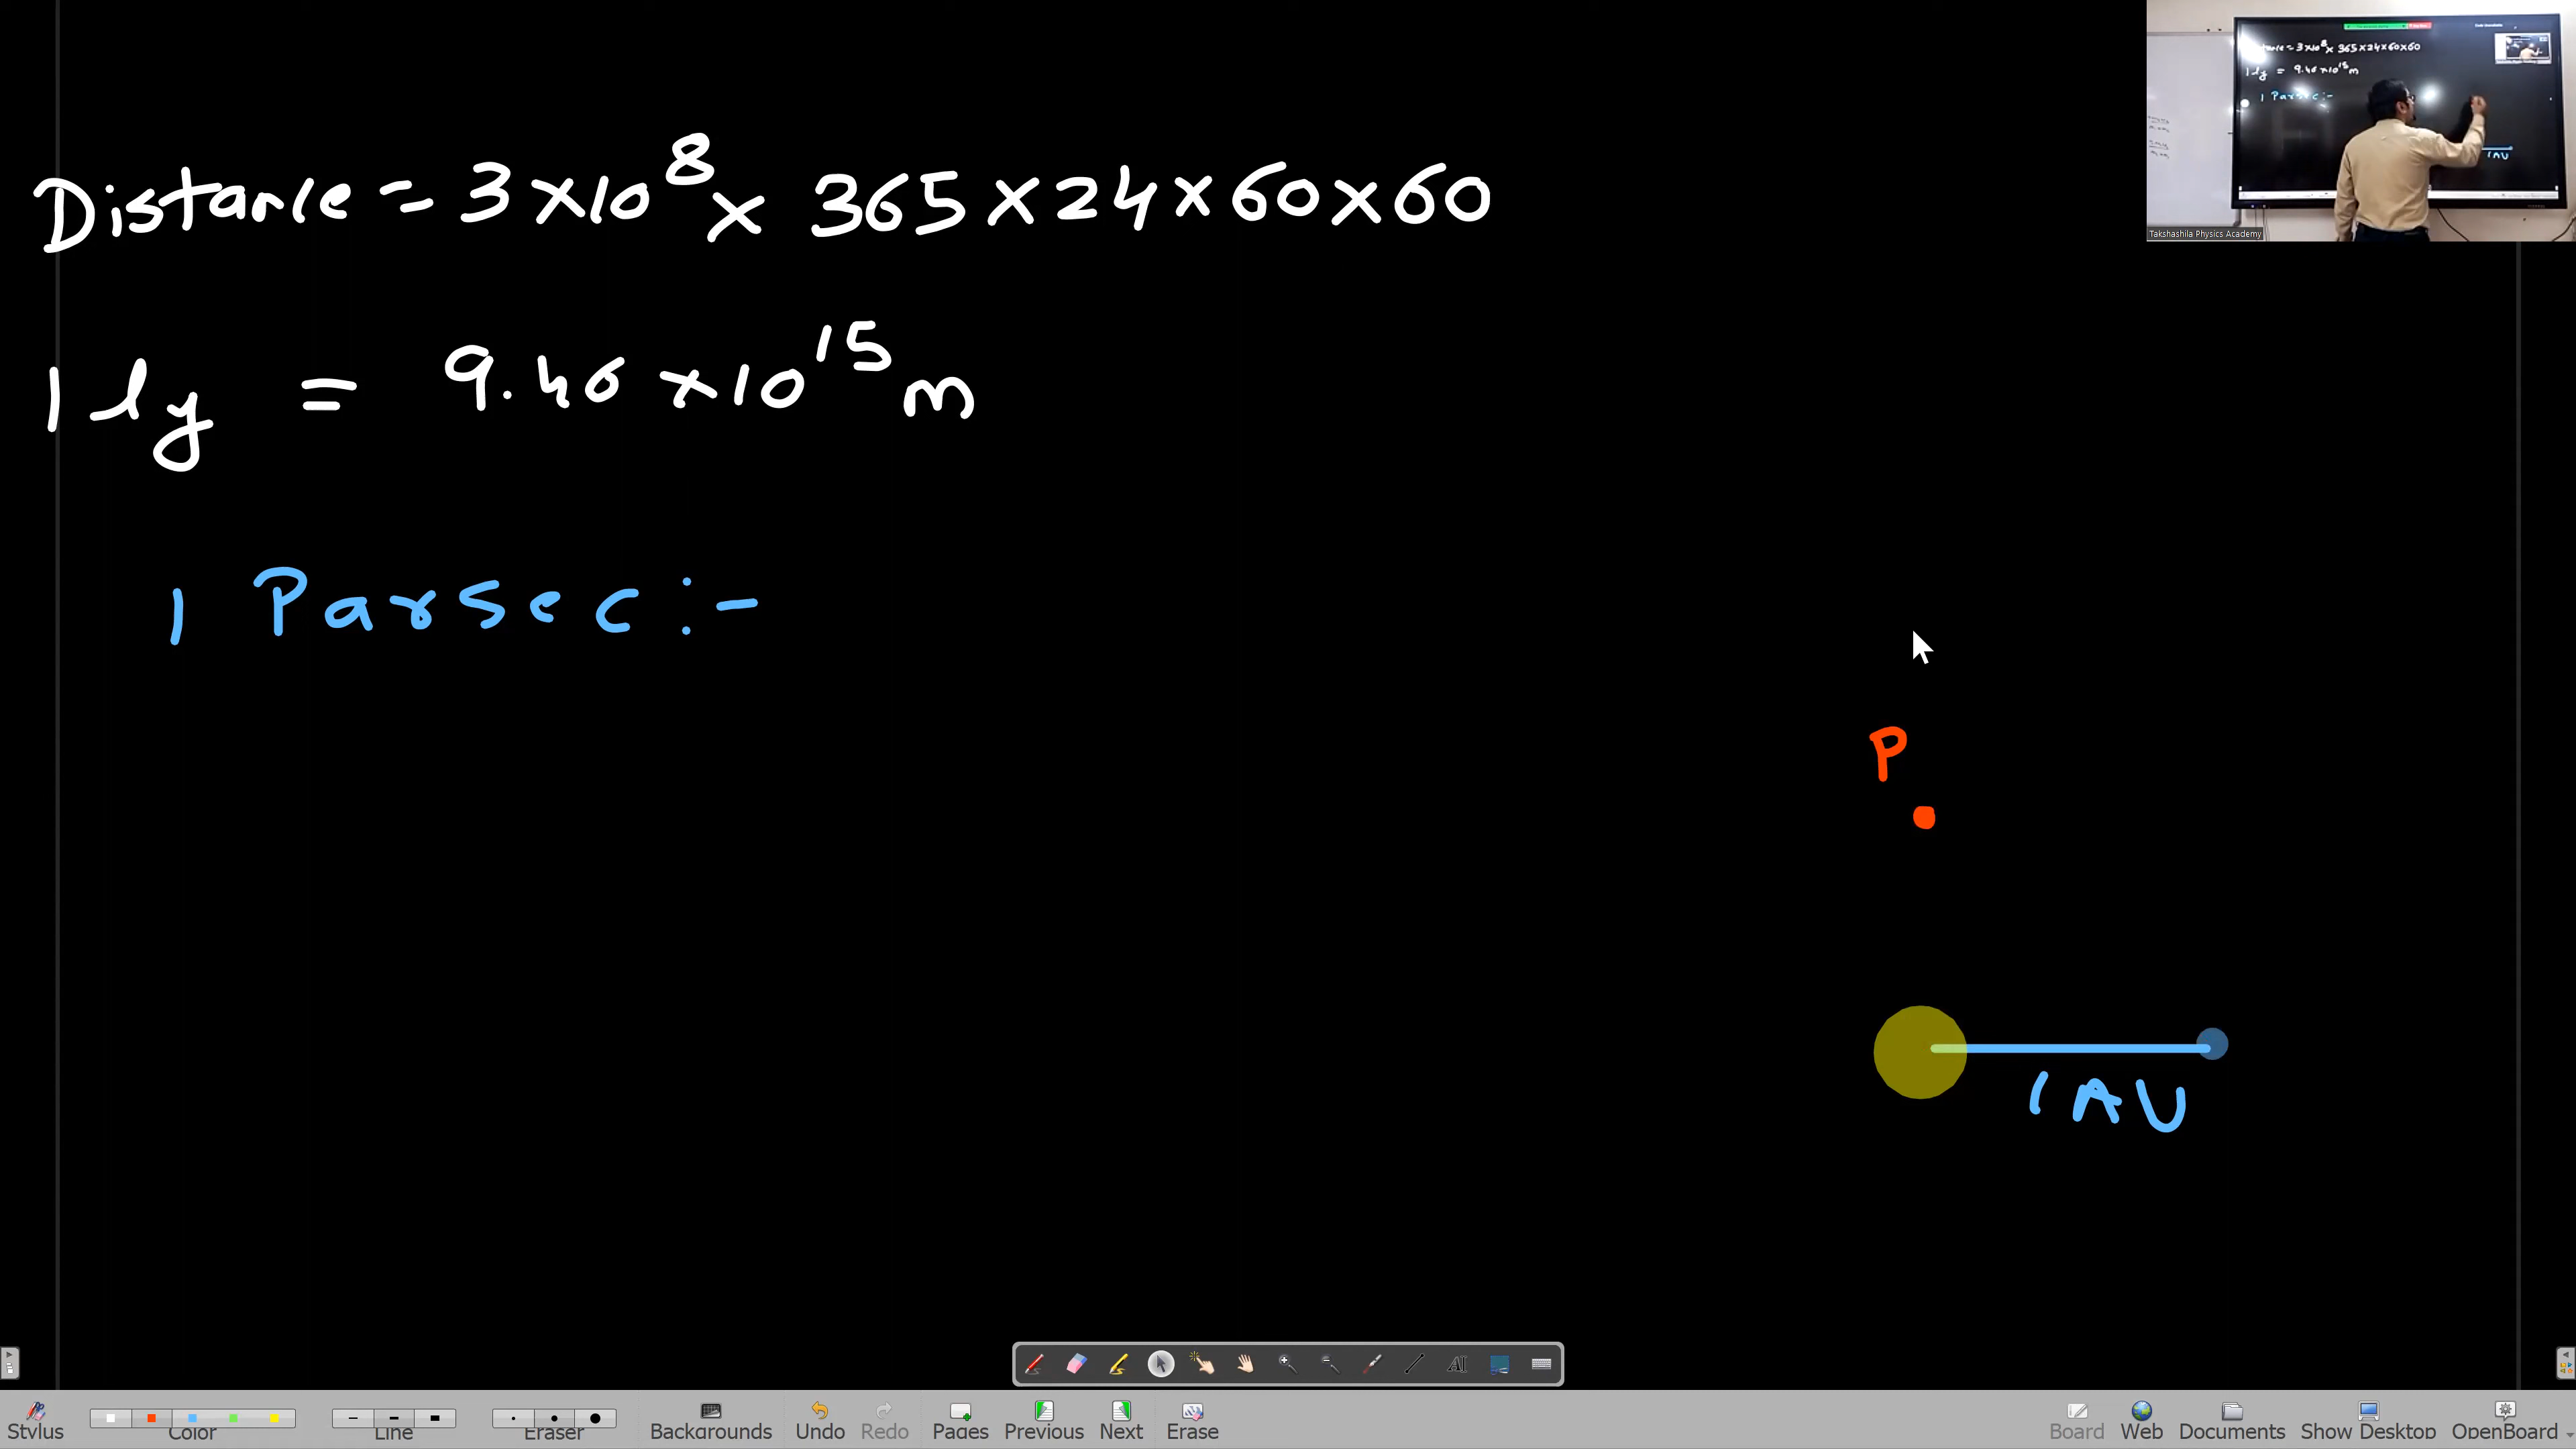 Distance = 3×10⁸ × 365×24×60×60
1 ly = 9.46×10¹⁵ m
1 Parsec :-
P
1 AU
Takshashila Physics Academy
Stylus Color Line Eraser Backgrounds Undo Redo Pages Previous Next Erase Board Web Documents Show Desktop OpenBoard